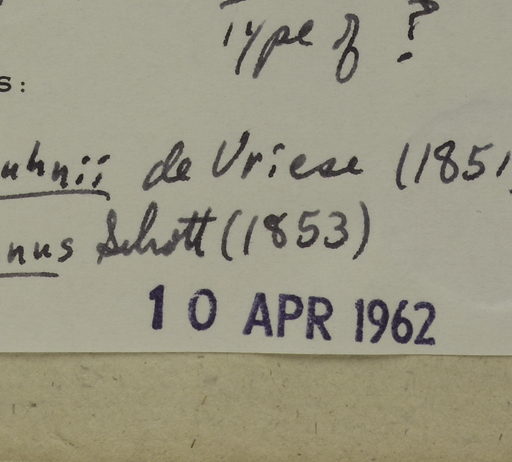 Type of ?
S:
uhnii de Vriese (1851
nus Schott (1853)
10 APR 1962